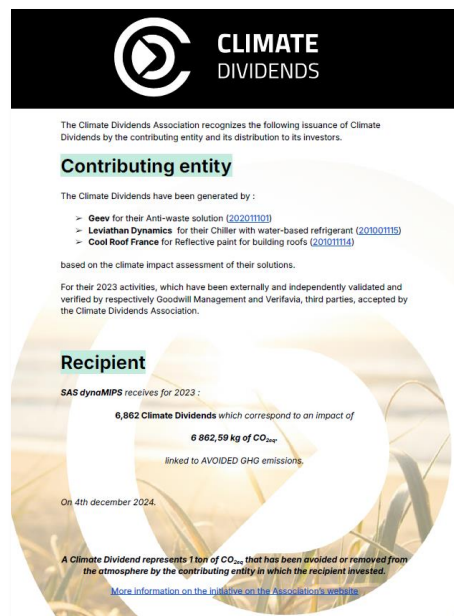 CLIMATE
DIVIDENDS
The Climate Dividends Association recognizes the following issuance of Climate
Dividends by the contributing entity and its distribution to its investors.
Contributing entity
The Climate Dividends have been generated by :
➢ Geev for their Anti-waste solution (202011101)
➢ Leviathan Dynamics for their Chiller with water-based refrigerant (201001115)
➢ Cool Roof France for Reflective paint for building roofs (201011114)
based on the climate impact assessment of their solutions.
For their 2023 activities, which have been externally and independently validated and
verified by respectively Goodwill Management and Verifavia, third parties, accepted by
the Climate Dividends Association.
Recipient
SAS dynaMIPS receives for 2023 :
6,862 Climate Dividends which correspond to an impact of
6 862,59 kg of CO2eq,
linked to AVOIDED GHG emissions.
On 4th december 2024.
A Climate Dividend represents 1 ton of CO2eq that has been avoided or removed from
the atmosphere by the contributing entity in which the recipient invested.
More information on the initiative on the Association's website